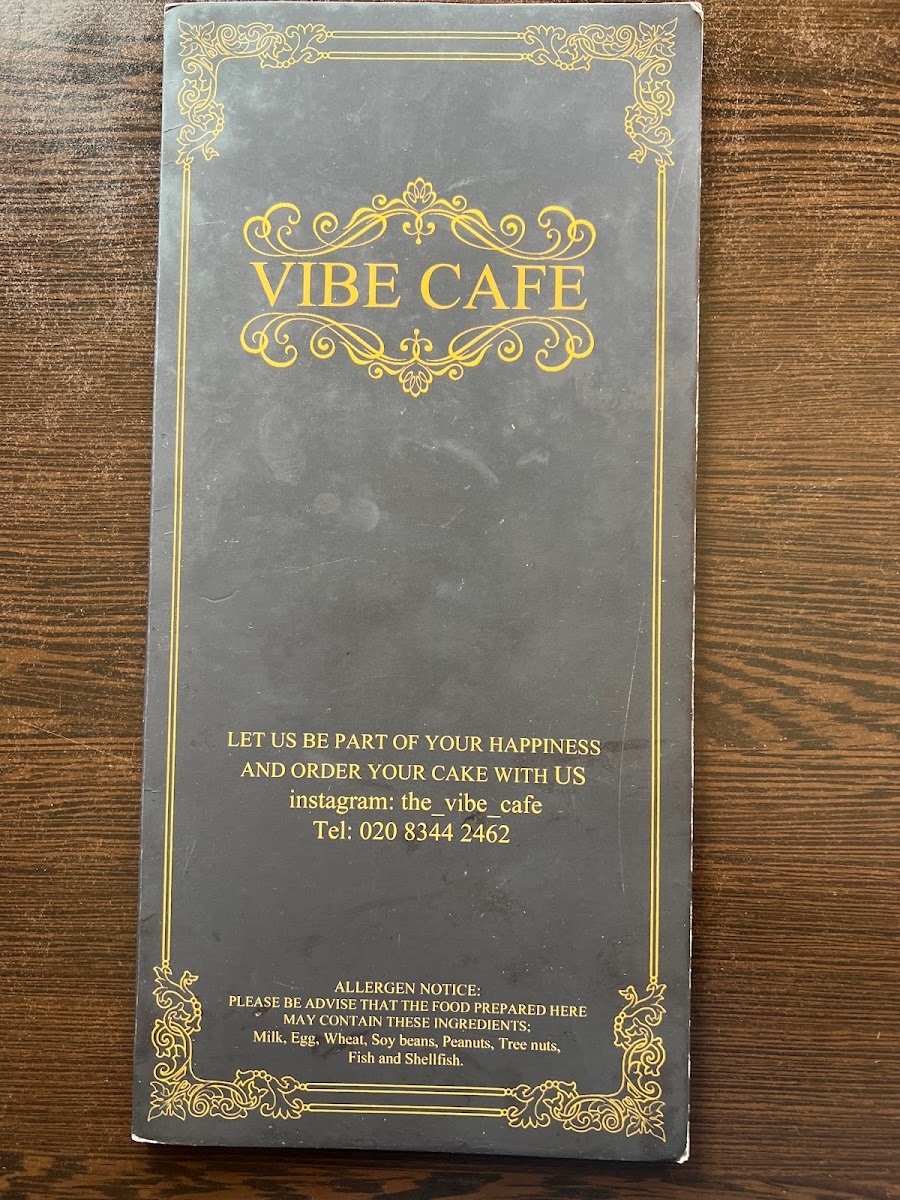 VIBE CAFE
LET US BE PART OF YOUR HAPPINESS
AND ORDER YOUR CAKE WITH US
instagram: the_vibe_cafe
Tel: 020 8344 2462
ALLERGEN NOTICE:
PLEASE BE ADVISE THAT THE FOOD PREPARED HERE
MAY CONTAIN THESE INGREDIENTS;
Milk, Egg, Wheat, Soy beans, Peanuts, Tree nuts,
Fish and Shellfish.